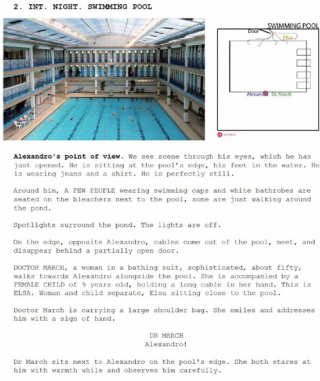 2. INT. NIGHT. SWIMMING POOL
SWIMMING POOL
Door
Elsa
Alexandro Dr March
Alexandro's point of view. We see scene through his eyes, which he has
just opened. He is sitting at the pool's edge, his feet in the water. He
is wearing jeans and a shirt. He is perfectly still.
Around him, A FEW PEOPLE wearing swimming caps and white bathrobes are
seated on the bleachers next to the pool, some are just walking around
the pond.
Spotlights surround the pond. The lights are off.
On the edge, opposite Alexandro, cables come out of the pool, meet, and
disappear behind a partially open door.
DOCTOR MARCH, a woman in a bathing suit, sophisticated, about fifty,
walks towards Alexandro alongside the pool. She is accompanied by a
FEMALE CHILD of 9 years old, holding a long cable in her hand. This is
ELSA. Woman and child separate, Elsa sitting close to the pool.
Doctor March is carrying a large shoulder bag. She smiles and addresses
him with a sign of hand.
DR MARCH
Alexandro!
Dr March sits next to Alexandro on the pool's edge. She both stares at
him with warmth while and observes him carefully.